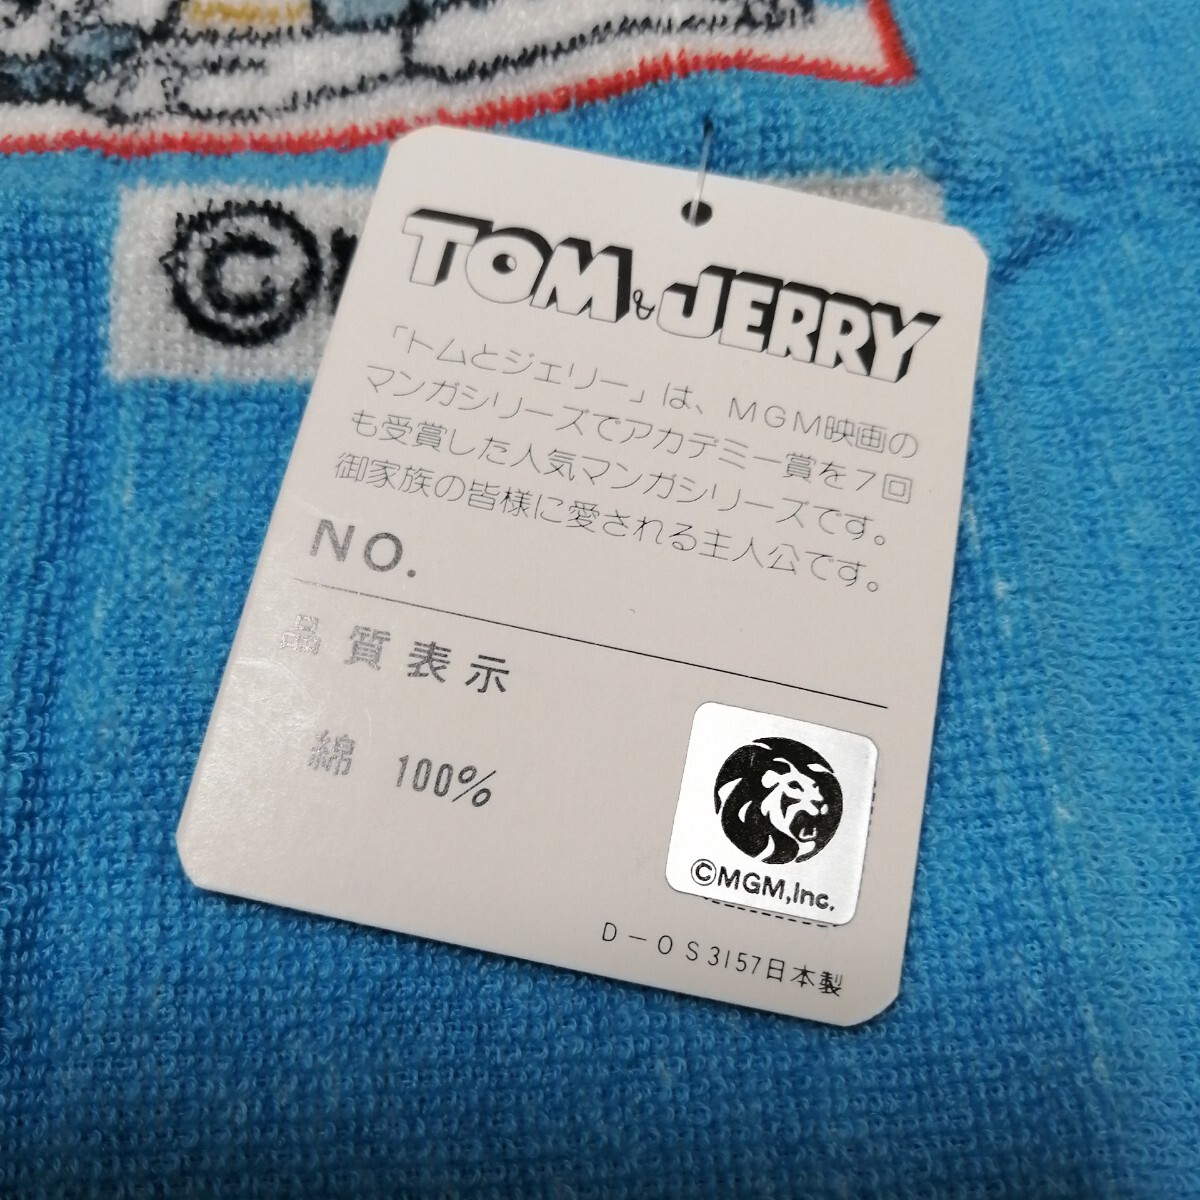 ©
TOM & JERRY
「トムとジェリー」は、MGM映画の
マンガシリーズでアカデミー賞を7回
も受賞した人気マンガシリーズです。
御家族の皆様に愛される主人公です。
NO.
品質表示
綿 100%
©MGM,Inc.
D-OS3157日本製